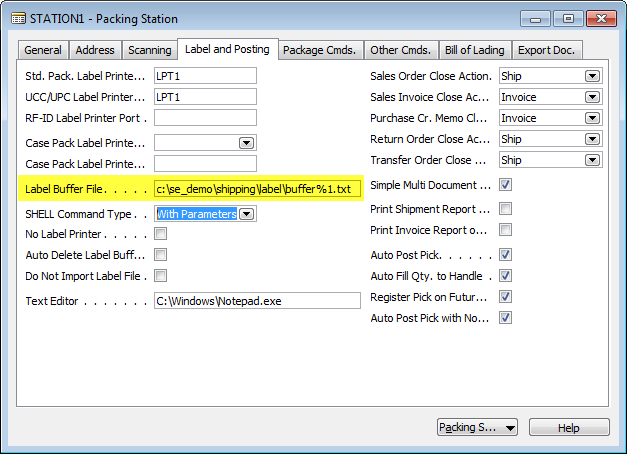 STATION1 - Packing Station
General Address Scanning Label and Posting Package Cmds. Other Cmds. Bill of Lading Export Doc.
Std. Pack. Label Printe... LPT1
UCC/UPC Label Printer... LPT1
RF-ID Label Printer Port .
Case Pack Label Printe...
Case Pack Label Printe...
Label Buffer File. . . . . . c:\se_demo\shipping\label\buffer%1.txt
SHELL Command Type . . With Parameters
No Label Printer . . . . . .
Auto Delete Label Buff...
Do Not Import Label File .
Text Editor . . . . . . . C:\Windows\Notepad.exe
Sales Order Close Action. Ship
Sales Invoice Close Ac... Invoice
Purchase Cr. Memo Cl... Invoice
Return Order Close Ac... Ship
Transfer Order Close ... Ship
Simple Multi Document ...
Print Shipment Report ...
Print Invoice Report o...
Auto Post Pick. . . . . .
Auto Fill Qty. to Handle .
Register Pick on Futur...
Auto Post Pick with No...
Packing S... Help